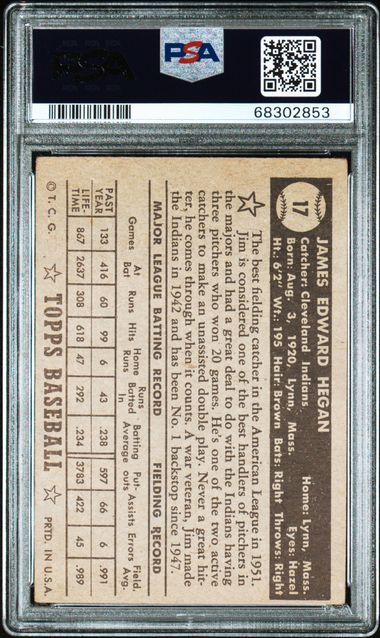 PSA
68302853
17
JAMES EDWARD HEGAN
Catcher: Cleveland Indians Home: Lynn, Mass.
Born: Aug. 3, 1920, Lynn, Mass. Eyes: Hazel
Ht.: 6'2" Wt.: 195 Hair: Brown Bats: Right Throws: Right
The best fielding catcher in the American League in 1951.
Jim is considered one of the best handlers of pitchers in
the majors and had a great deal to do with the Indians having
three pitchers who won 20 games. He's one of the two active
catchers to make an unassisted double play. Never a great hit-
ter, he comes through when it counts. A war veteran, Jim made
the Indians in 1942 and has been No. 1 backstop since 1947.
MAJOR LEAGUE BATTING RECORD FIELDING RECORD
Games At Bat Runs Hits Home Runs Runs Batted In Batting Average Put-outs Assists Errors Field Avg.
PAST YEAR 133 416 60 99 6 43 .238 597 66 6 .991
LIFE-TIME 867 2637 308 618 47 292 .234 3783 422 45 .989
© T. C. G. TOPPS BASEBALL PRTD. IN U.S.A.